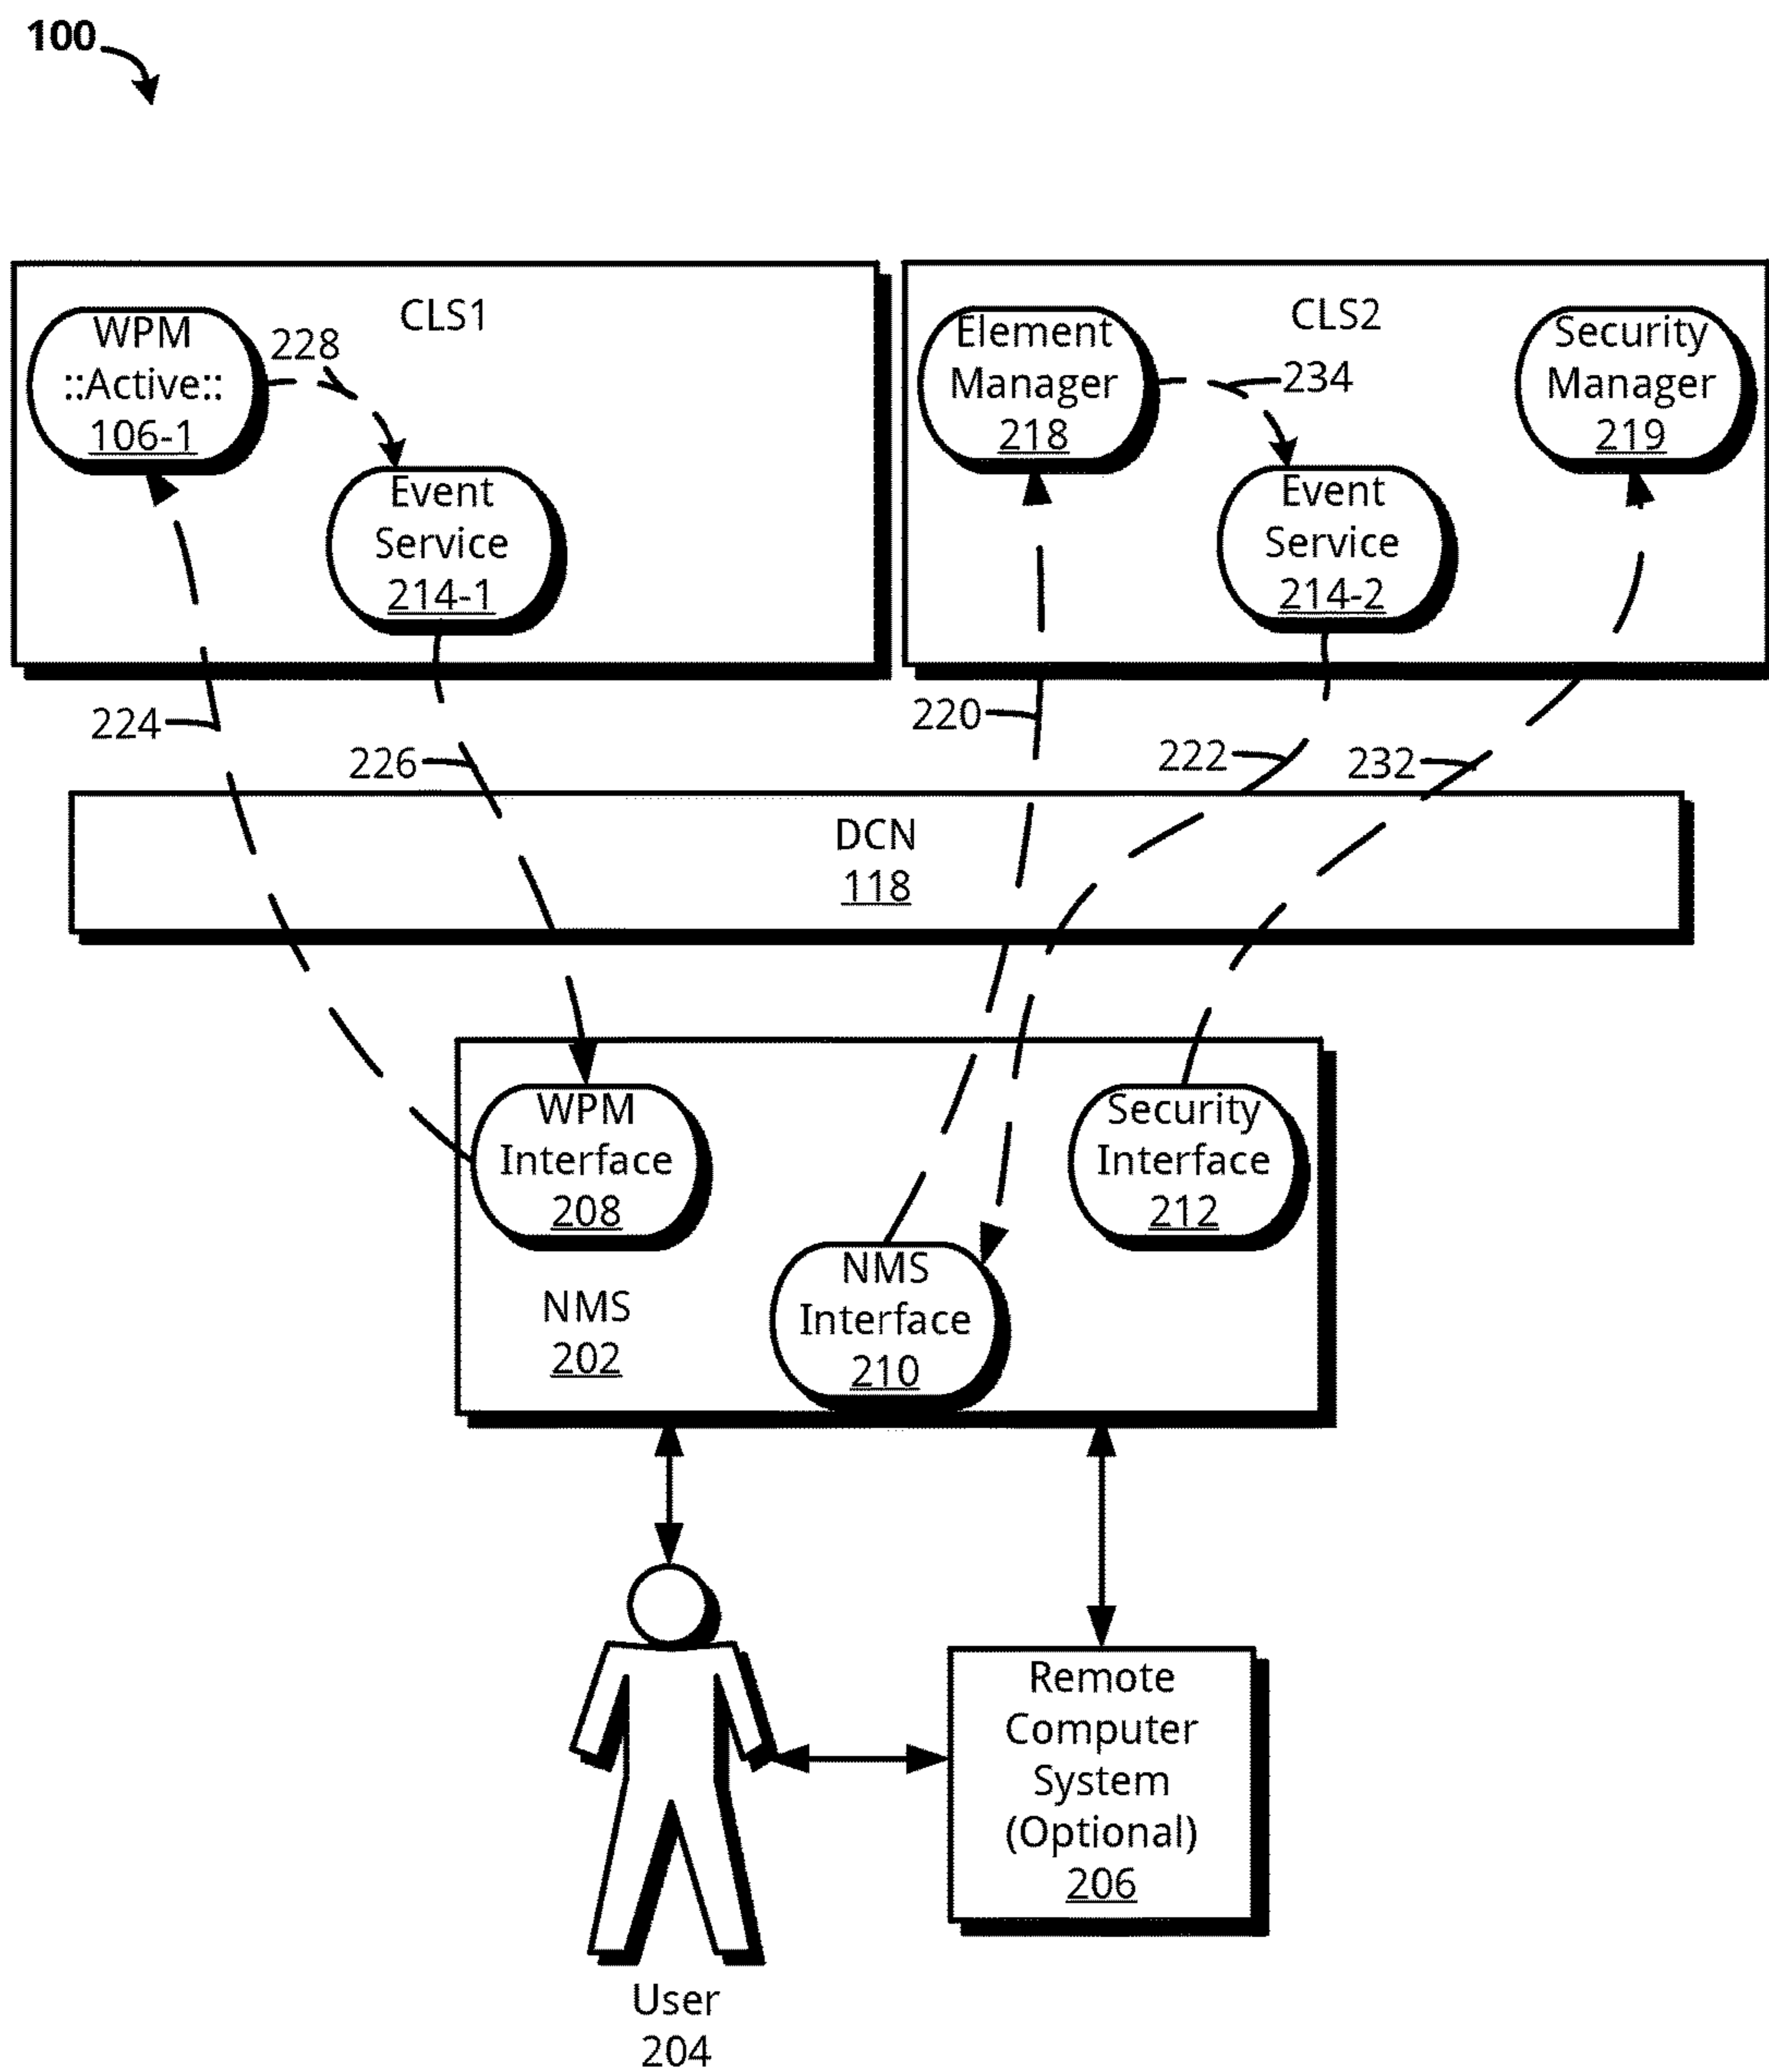 100
CLS1
WPM
::Active::
106-1
228
Event
Service
214-1
CLS2
Element
Manager
218
234
Event
Service
214-2
Security
Manager
219
224
226
220
222
232
DCN
118
WPM
Interface
208
Security
Interface
212
NMS
Interface
210
NMS
202
Remote
Computer
System
(Optional)
206
User
204